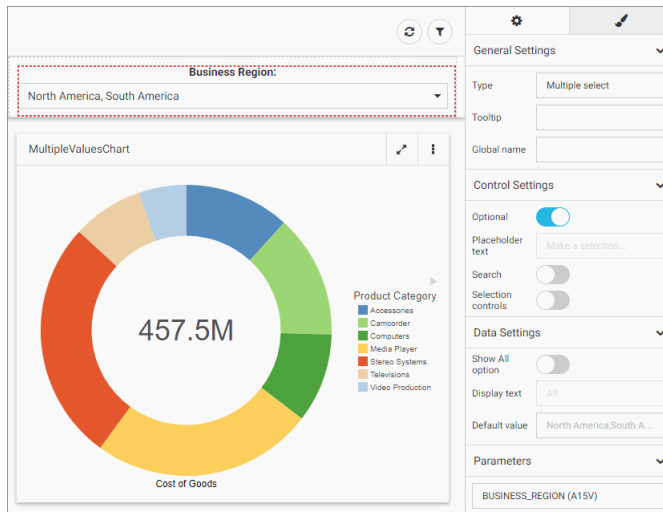 Business Region:
North America, South America
MultipleValuesChart
457.5M
Product Category
Accessories
Camcorder
Computers
Media Player
Stereo Systems
Televisions
Video Production
Cost of Goods
General Settings
Type
Multiple select
Tooltip
Global name
Control Settings
Optional
Placeholder
text
Make a selection...
Search
Selection
controls
Data Settings
Show All
option
Display text
All
Default value
North America,South A...
Parameters
BUSINESS_REGION (A15V)